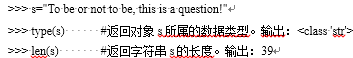 >>> s="To be or not to be, this is a question!"
>>> type(s) #返回对象 s 所属的数据类型。输出：<class 'str'>
>>> len(s) #返回字符串 s 的长度。输出：39